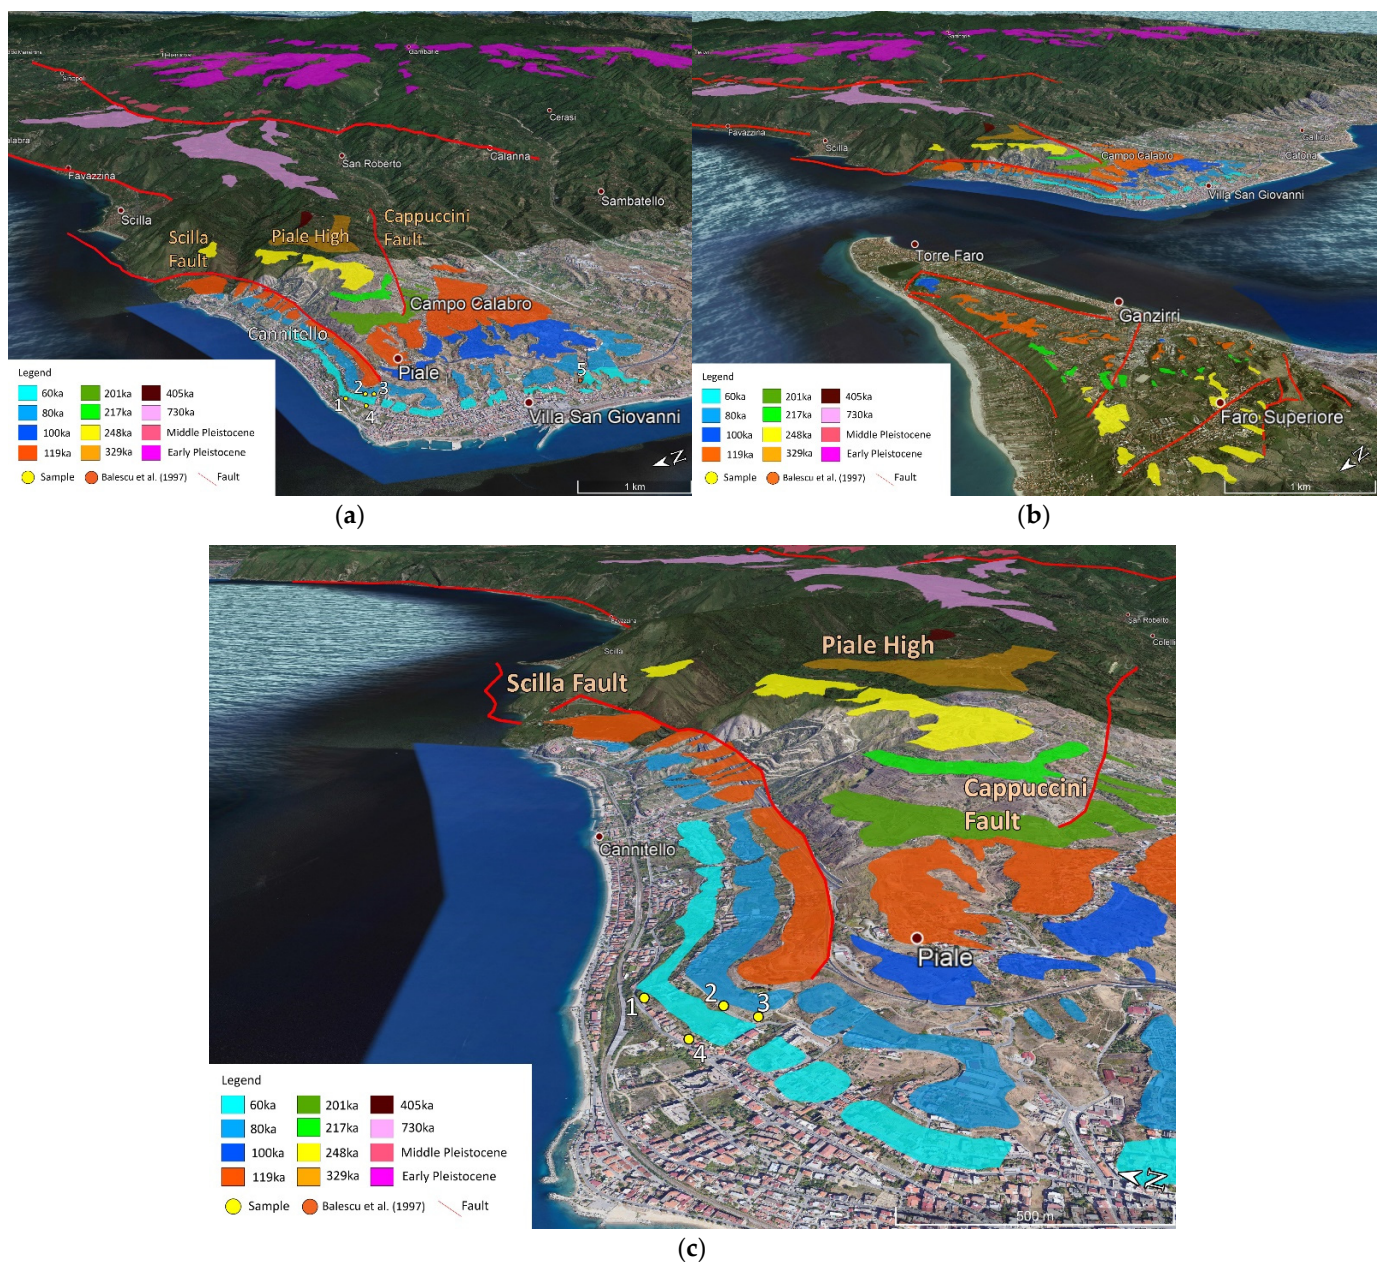 Gambarie
Sinopoli
Cerasi
San Roberto
Calanna
Favazzina
Sambatello
Scilla
Cappuccini
Fault
Scilla
Fault
Piale High
Campo Calabro
Cannitello
Piale
5
2
3
1
4
Villa San Giovanni
Legend
60ka
201ka
405ka
80ka
217ka
730ka
100ka
248ka
Middle Pleistocene
119ka
329ka
Early Pleistocene
Sample
Balescu et al. (1997)
Fault
N
1 km
(a)
Favazzina
Scilla
Gallico
Campo Calabro
Catona
Villa San Giovanni
Torre Faro
Ganzirri
Faro Superiore
Legend
60ka
201ka
405ka
80ka
217ka
730ka
100ka
248ka
Middle Pleistocene
119ka
329ka
Early Pleistocene
Sample
Balescu et al. (1997)
Fault
N
1 km
(b)
San Roberto
Piale High
Scilla
Scilla Fault
Cappuccini
Fault
Cannitello
Piale
1
2
3
4
Legend
60ka
201ka
405ka
80ka
217ka
730ka
100ka
248ka
Middle Pleistocene
119ka
329ka
Early Pleistocene
Sample
Balescu et al. (1997)
Fault
N
500 m
(c)